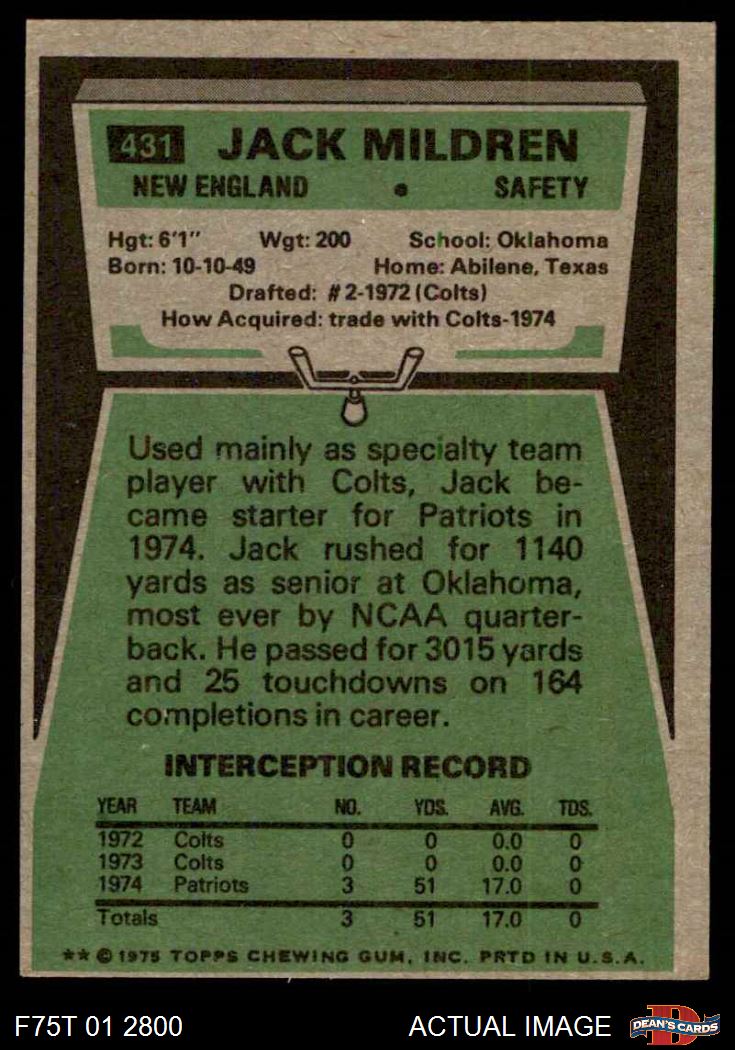 431 JACK MILDREN
NEW ENGLAND • SAFETY
Hgt: 6'1" Wgt: 200 School: Oklahoma
Born: 10-10-49 Home: Abilene, Texas
Drafted: #2-1972 (Colts)
How Acquired: trade with Colts-1974
Used mainly as specialty team
player with Colts, Jack be-
came starter for Patriots in
1974. Jack rushed for 1140
yards as senior at Oklahoma,
most ever by NCAA quarter-
back. He passed for 3015 yards
and 25 touchdowns on 164
completions in career.
INTERCEPTION RECORD
YEAR TEAM NO. YDS. AVG. TDS.
1972 Colts 0 0 0.0 0
1973 Colts 0 0 0.0 0
1974 Patriots 3 51 17.0 0
Totals 3 51 17.0 0
**©1975 TOPPS CHEWING GUM, INC. PRTD IN U.S.A.
F75T 01 2800 ACTUAL IMAGE D DEAN'S CARDS